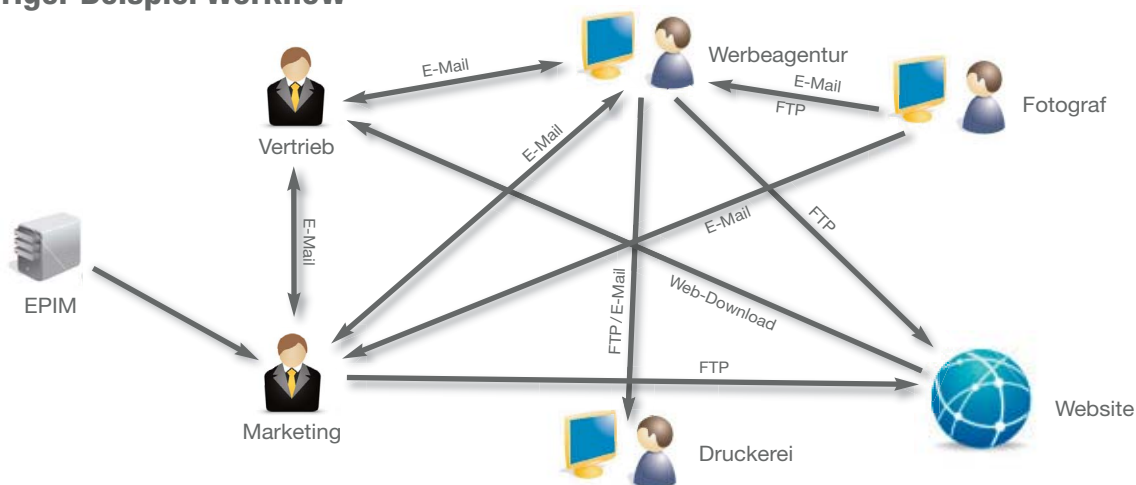 Beispiel Workflow
Werbeagentur
E-Mail
E-Mail
FTP
Fotograf
Vertrieb
E-Mail
E-Mail
E-Mail
FTP
EPIM
FTP / E-Mail
Web-Download
FTP
Marketing
Website
Druckerei